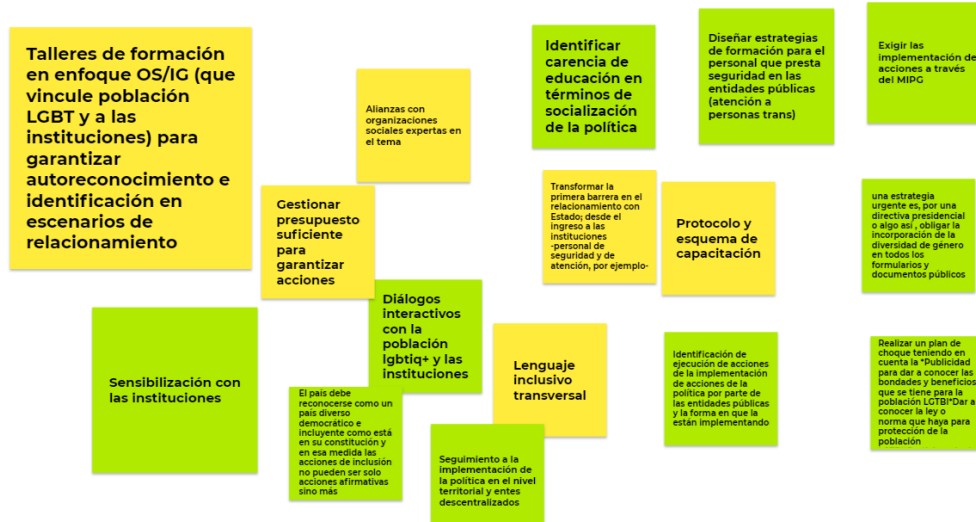 Talleres de formación
en enfoque OS/IG (que
vincule población
LGBT y a las
instituciones) para
garantizar
autoreconocimiento e
identificación en
escenarios de
relacionamiento
Alianzas con
organizaciones
sociales expertas en
el tema
Identificar
carencia de
educación en
términos de
socialización
de la política
Diseñar estrategias
de formación para el
personal que presta
seguridad en las
entidades públicas
(atención a
personas trans)
Exigir las
implementación de
acciones a través
del MIPG
Gestionar
presupuesto
suficiente para
garantizar
acciones
Transformar la
primera barrera en el
relacionamiento con
Estado; desde el
ingreso a las
instituciones
-personal de
seguridad y de
atención, por ejemplo-
Protocolo y
esquema de
capacitación
una estrategia
urgente es, por una
directiva presidencial
o algo así , obligar la
incorporación de la
diversidad de género
en todos los
formularios y
documentos públicos
Sensibilización con
las instituciones
Diálogos
interactivos
con la
población
lgbtiq+ y las
instituciones
Lenguaje
inclusivo
transversal
Identificación de
ejecución de acciones
de la implementación
de acciones de la
política por parte de
las entidades públicas
y la forma en que la
están implementando
Realizar un plan de
choque teniendo en
cuenta la *Publicidad
para dar a conocer las
bondades y beneficios
que se tiene para la
población LGTBI*Dar a
conocer la ley o
norma que haya para
protección de la
población
El país debe
reconocerse como un
país diverso
democrático e
incluyente como está
en su constitución y
en esa medida las
acciones de inclusión
no pueden ser solo
acciones afirmativas
sino más
Seguimiento a la
implementación de
la política en el nivel
territorial y entes
descentralizados